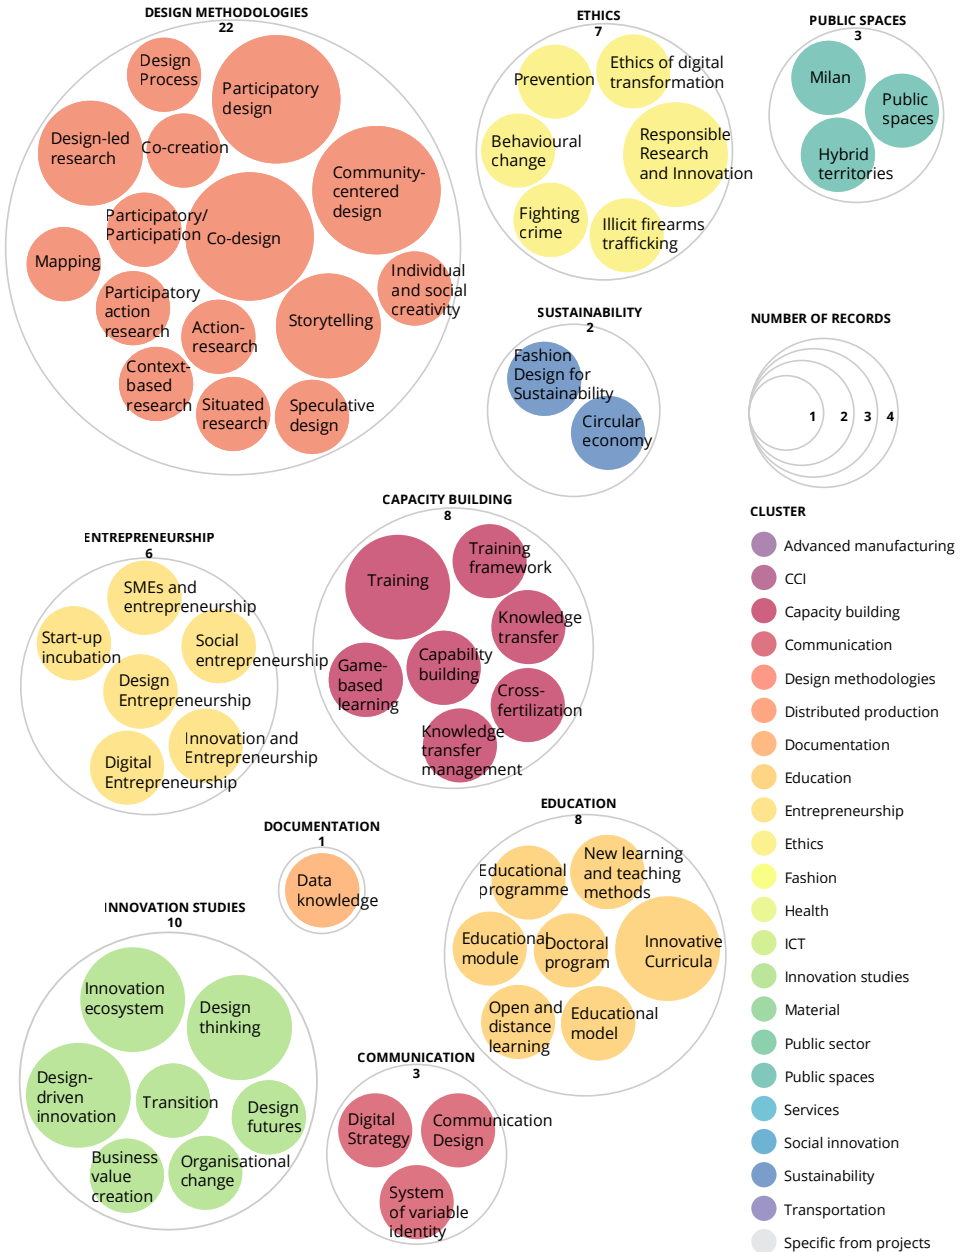 DESIGN METHODOLOGIES
22
Design
Process
Participatory
design
Design-led
research
Co-creation
Community-
centered
design
Participatory/
Participation
Co-design
Mapping
Individual
and social
creativity
Participatory
action
research
Action-
research
Storytelling
Context-
based
research
Situated
research
Speculative
design
ETHICS
7
Prevention
Ethics of digital
transformation
Behavioural
change
Responsible
Research
and Innovation
Fighting
crime
Illicit firearms
trafficking
PUBLIC SPACES
3
Milan
Public
spaces
Hybrid
territories
SUSTAINABILITY
2
Fashion
Design for
Sustainability
Circular
economy
NUMBER OF RECORDS
1 2 3 4
CAPACITY BUILDING
8
Training
Training
framework
Knowledge
transfer
Capability
building
Game-
based
learning
Cross-
fertilization
Knowledge
transfer
management
ENTREPRENEURSHIP
6
SMEs and
entrepreneurship
Start-up
incubation
Social
entrepreneurship
Design
Entrepreneurship
Innovation and
Entrepreneurship
Digital
Entrepreneurship
DOCUMENTATION
1
Data
knowledge
EDUCATION
8
Educational
programme
New learning
and teaching
methods
Educational
module
Doctoral
program
Innovative
Curricula
Open and
distance
learning
Educational
model
INNOVATION STUDIES
10
Innovation
ecosystem
Design
thinking
Design-
driven
innovation
Transition
Design
futures
Business
value
creation
Organisational
change
COMMUNICATION
3
Digital
Strategy
Communication
Design
System
of variable
identity
CLUSTER
Advanced manufacturing
CCI
Capacity building
Communication
Design methodologies
Distributed production
Documentation
Education
Entrepreneurship
Ethics
Fashion
Health
ICT
Innovation studies
Material
Public sector
Public spaces
Services
Social innovation
Sustainability
Transportation
Specific from projects